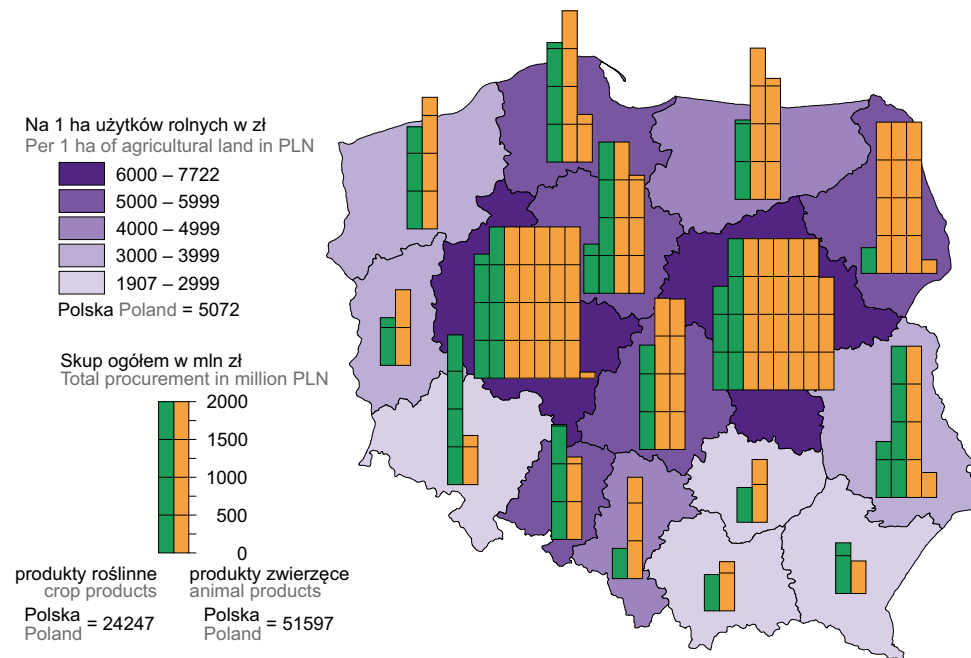 Na 1 ha użytków rolnych w zł
Per 1 ha of agricultural land in PLN
6000 – 7722
5000 – 5999
4000 – 4999
3000 – 3999
1907 – 2999
Polska Poland = 5072
Skup ogółem w mln zł
Total procurement in million PLN
2000
1500
1000
500
0
produkty roślinne
crop products
Polska
Poland
= 24247
produkty zwierzęce
animal products
Polska
Poland
= 51597